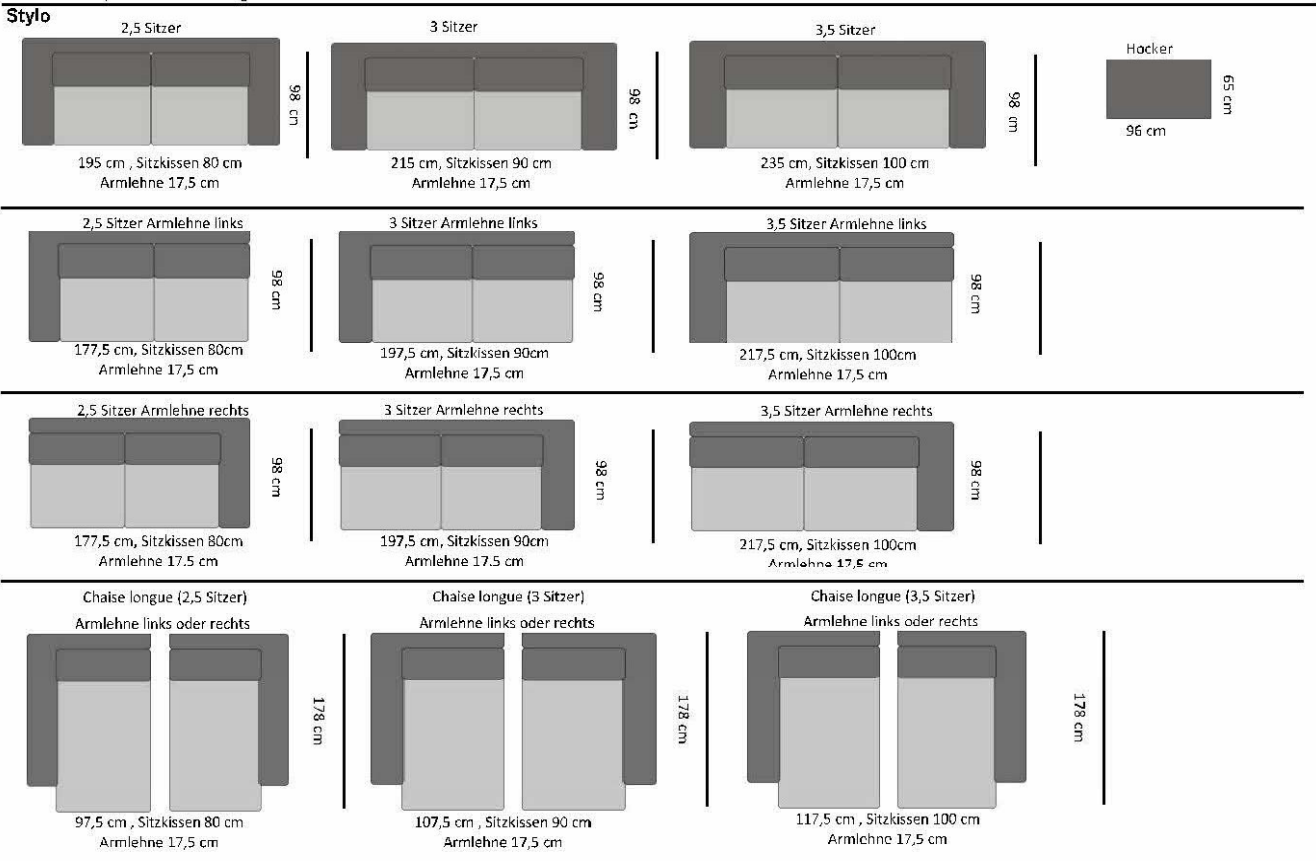 Stylo
2,5 Sitzer
3 Sitzer
3,5 Sitzer
Hocker
98 cm
98 cm
98 cm
65 cm
96 cm
195 cm , Sitzkissen 80 cm
Armlehne 17,5 cm
215 cm, Sitzkissen 90 cm
Armlehne 17,5 cm
235 cm, Sitzkissen 100 cm
Armlehne 17,5 cm
2,5 Sitzer Armlehne links
3 Sitzer Armlehne links
3,5 Sitzer Armlehne links
98 cm
98 cm
98 cm
177,5 cm, Sitzkissen 80cm
Armlehne 17,5 cm
197,5 cm, Sitzkissen 90cm
Armlehne 17,5 cm
217,5 cm, Sitzkissen 100cm
Armlehne 17,5 cm
2,5 Sitzer Armlehne rechts
3 Sitzer Armlehne rechts
3,5 Sitzer Armlehne rechts
98 cm
98 cm
98 cm
177,5 cm, Sitzkissen 80cm
Armlehne 17.5 cm
197,5 cm, Sitzkissen 90cm
Armlehne 17.5 cm
217,5 cm, Sitzkissen 100cm
Armlehne 17,5 cm
Chaise longue (2,5 Sitzer)
Armlehne links oder rechts
Chaise longue (3 Sitzer)
Armlehne links oder rechts
Chaise longue (3,5 Sitzer)
Armlehne links oder rechts
178 cm
178 cm
178 cm
97,5 cm , Sitzkissen 80 cm
Armlehne 17,5 cm
107,5 cm , Sitzkissen 90 cm
Armlehne 17,5 cm
117,5 cm , Sitzkissen 100 cm
Armlehne 17,5 cm